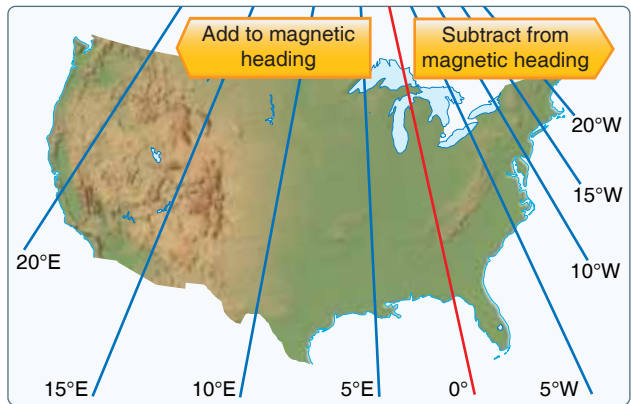 Add to magnetic
heading
Subtract from
magnetic heading
20°W
15°W
20°E
10°W
15°E
10°E
5°E
0°
5°W